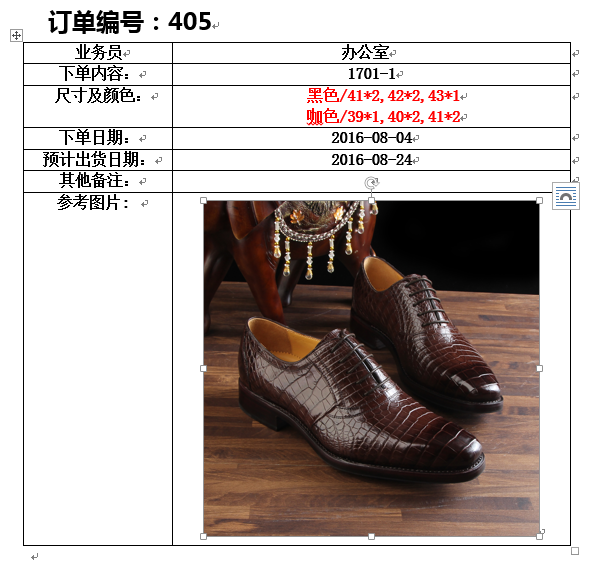 订单编号：405
业务员 办公室
下单内容： 1701-1
尺寸及颜色： 黑色/41*2,42*2,43*1
咖色/39*1,40*2,41*2
下单日期： 2016-08-04
预计出货日期： 2016-08-24
其他备注：
参考图片：